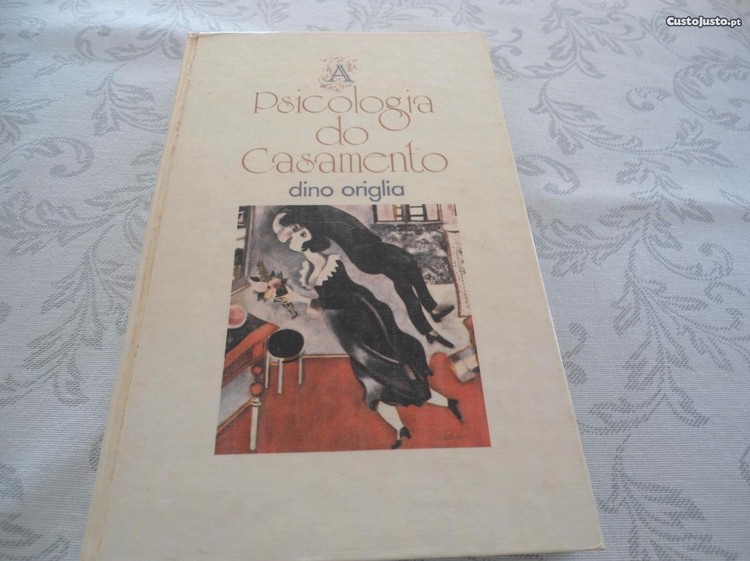 CustoJusto.pt
A
Psicologia
do
Casamento
dino origlia